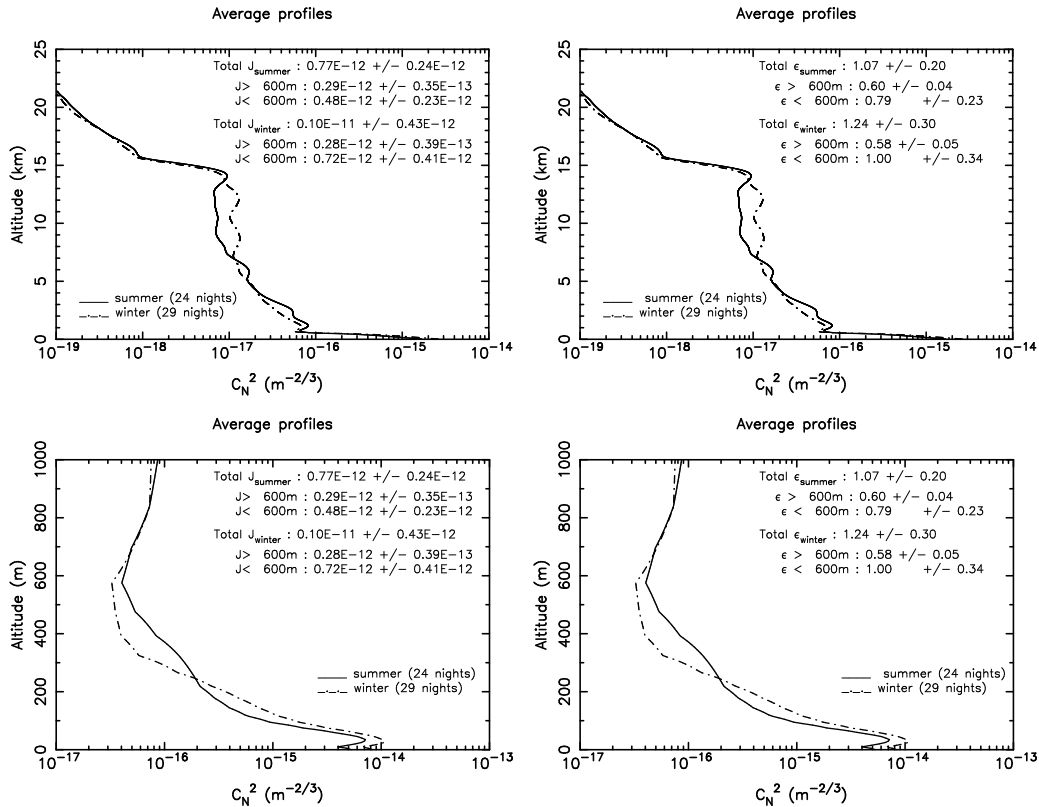 Average profiles
Total J_summer : 0.77E−12 +/− 0.24E−12
J> 600m : 0.29E−12 +/− 0.35E−13
J< 600m : 0.48E−12 +/− 0.23E−12
Total J_winter : 0.10E−11 +/− 0.43E−12
J> 600m : 0.28E−12 +/− 0.39E−13
J< 600m : 0.72E−12 +/− 0.41E−12
25
20
15
10
5
0
Altitude (km)
summer (24 nights)
winter (29 nights)
10^−19 10^−18 10^−17 10^−16 10^−15 10^−14
C_N^2 (m^−2/3)
Average profiles
Total ϵ_summer : 1.07 +/− 0.20
ϵ > 600m : 0.60 +/− 0.04
ϵ < 600m : 0.79 +/− 0.23
Total ϵ_winter : 1.24 +/− 0.30
ϵ > 600m : 0.58 +/− 0.05
ϵ < 600m : 1.00 +/− 0.34
25
20
15
10
5
0
Altitude (km)
summer (24 nights)
winter (29 nights)
10^−19 10^−18 10^−17 10^−16 10^−15 10^−14
C_N^2 (m^−2/3)
Average profiles
Total J_summer : 0.77E−12 +/− 0.24E−12
J> 600m : 0.29E−12 +/− 0.35E−13
J< 600m : 0.48E−12 +/− 0.23E−12
Total J_winter : 0.10E−11 +/− 0.43E−12
J> 600m : 0.28E−12 +/− 0.39E−13
J< 600m : 0.72E−12 +/− 0.41E−12
1000
800
600
400
200
0
Altitude (m)
summer (24 nights)
winter (29 nights)
10^−17 10^−16 10^−15 10^−14 10^−13
C_N^2 (m^−2/3)
Average profiles
Total ϵ_summer : 1.07 +/− 0.20
ϵ > 600m : 0.60 +/− 0.04
ϵ < 600m : 0.79 +/− 0.23
Total ϵ_winter : 1.24 +/− 0.30
ϵ > 600m : 0.58 +/− 0.05
ϵ < 600m : 1.00 +/− 0.34
1000
800
600
400
200
0
Altitude (m)
summer (24 nights)
winter (29 nights)
10^−17 10^−16 10^−15 10^−14 10^−13
C_N^2 (m^−2/3)